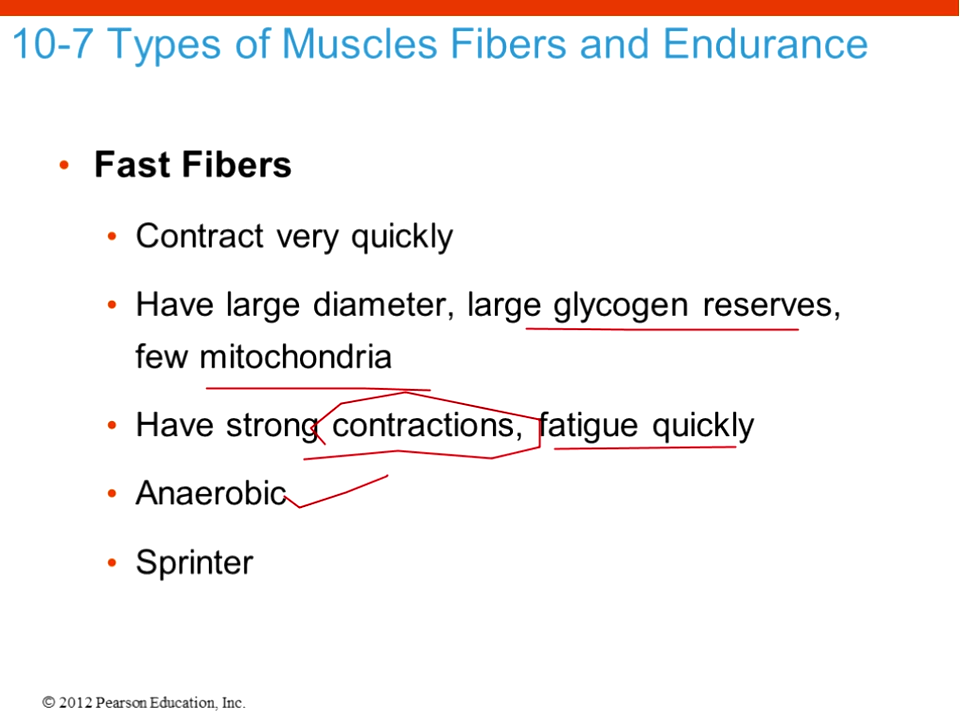 10-7 Types of Muscles Fibers and Endurance
• Fast Fibers
• Contract very quickly
• Have large diameter, large glycogen reserves,
few mitochondria
• Have strong contractions, fatigue quickly
• Anaerobic
• Sprinter
© 2012 Pearson Education, Inc.